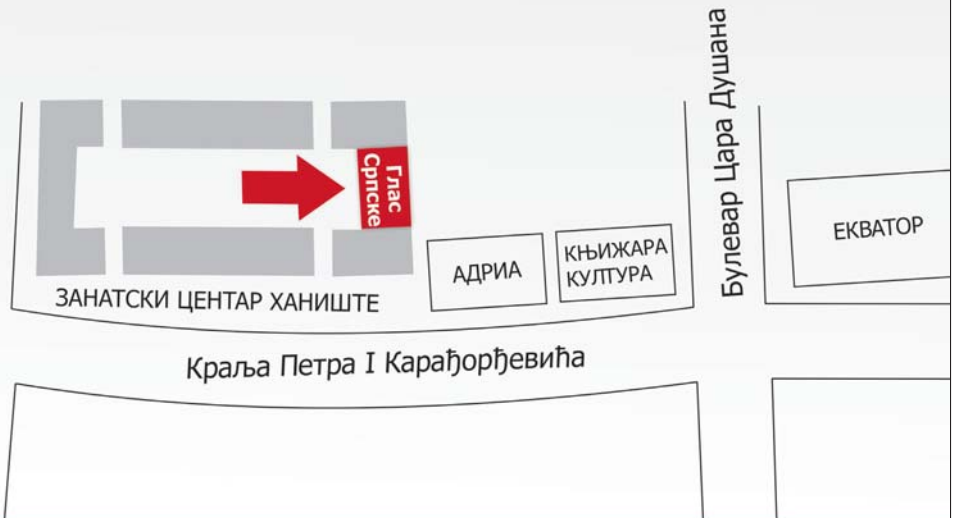 Булевар Цара Душана
Глас
Српске
ЕКВАТОР
АДРИА
КЊИЖАРА
КУЛТУРА
ЗАНАТСКИ ЦЕНТАР ХАНИШТЕ
Краља Петра I Карађорђевића